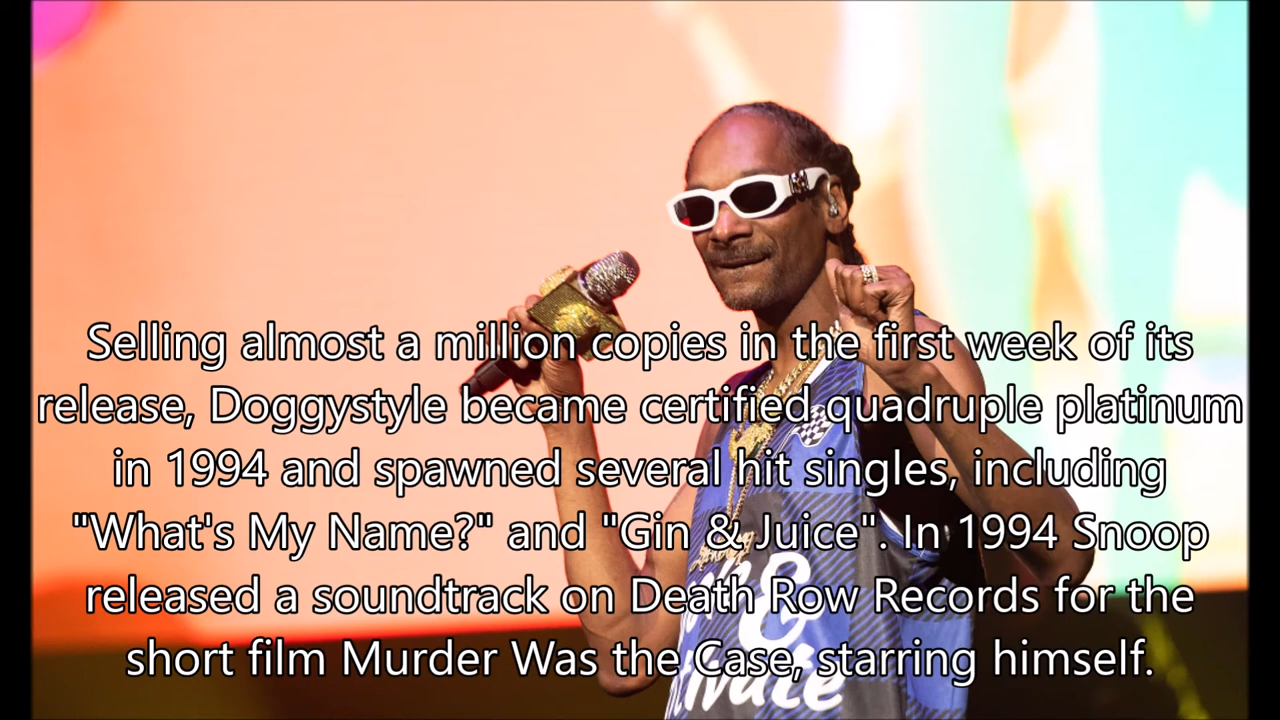 Selling almost a million copies in the first week of its
release, Doggystyle became certified quadruple platinum
in 1994 and spawned several hit singles, including
"What's My Name?" and "Gin & Juice". In 1994 Snoop
released a soundtrack on Death Row Records for the
short film Murder Was the Case, starring himself.